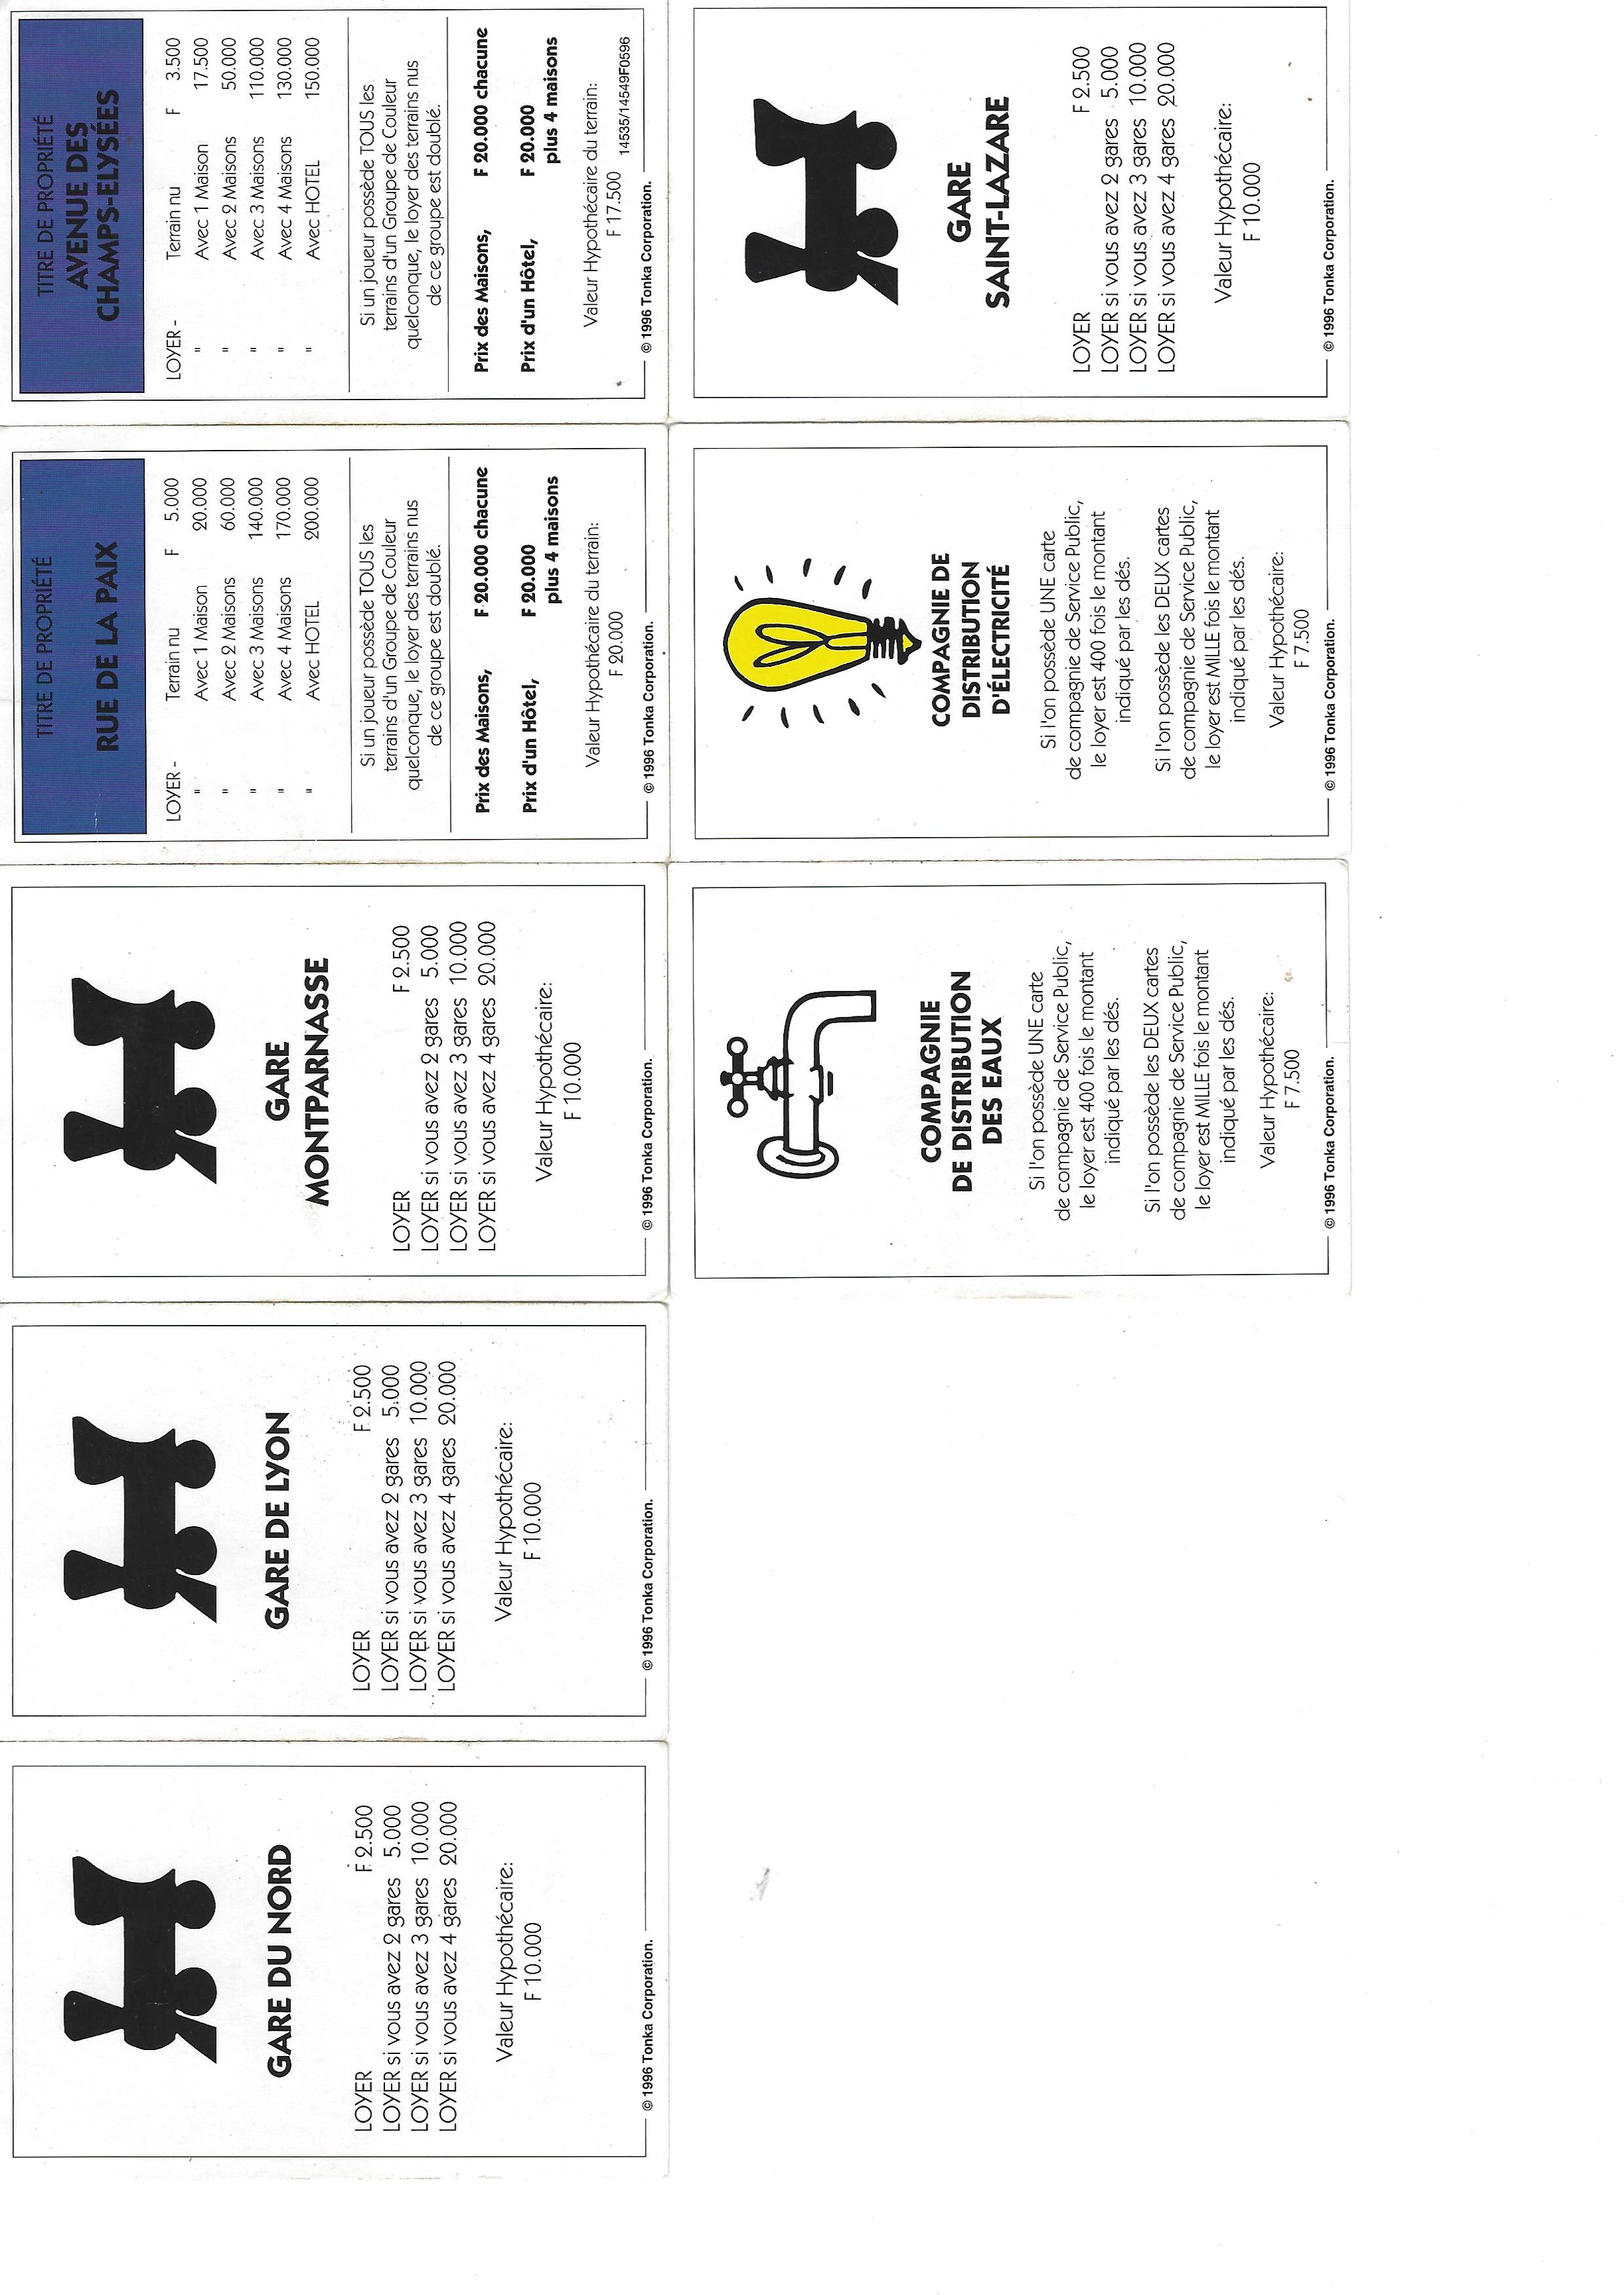 GARE DU NORD
LOYER F 2.500
LOYER si vous avez 2 gares 5.000
LOYER si vous avez 3 gares 10.000
LOYER si vous avez 4 gares 20.000
Valeur Hypothécaire:
F 10.000
© 1996 Tonka Corporation.
GARE DE LYON
LOYER F 2.500
LOYER si vous avez 2 gares 5.000
LOYER si vous avez 3 gares 10.000
LOYER si vous avez 4 gares 20.000
Valeur Hypothécaire:
F 10.000
© 1996 Tonka Corporation.
GARE
MONTPARNASSE
LOYER F 2.500
LOYER si vous avez 2 gares 5.000
LOYER si vous avez 3 gares 10.000
LOYER si vous avez 4 gares 20.000
Valeur Hypothécaire:
F 10.000
© 1996 Tonka Corporation.
TITRE DE PROPRIÉTÉ
RUE DE LA PAIX
LOYER - Terrain nu F 5.000
" Avec 1 Maison 20.000
" Avec 2 Maisons 60.000
" Avec 3 Maisons 140.000
" Avec 4 Maisons 170.000
" Avec HOTEL 200.000
Si un joueur possède TOUS les
terrains d'un Groupe de Couleur
quelconque, le loyer des terrains nus
de ce groupe est doublé.
Prix des Maisons, F 20.000 chacune
Prix d'un Hôtel, F 20.000
plus 4 maisons
Valeur Hypothécaire du terrain:
F 20.000
© 1996 Tonka Corporation.
TITRE DE PROPRIÉTÉ
AVENUE DES
CHAMPS-ELYSÉES
LOYER - Terrain nu F 3.500
" Avec 1 Maison 17.500
" Avec 2 Maisons 50.000
" Avec 3 Maisons 110.000
" Avec 4 Maisons 130.000
" Avec HOTEL 150.000
Si un joueur possède TOUS les
terrains d'un Groupe de Couleur
quelconque, le loyer des terrains nus
de ce groupe est doublé.
Prix des Maisons, F 20.000 chacune
Prix d'un Hôtel, F 20.000
plus 4 maisons
Valeur Hypothécaire du terrain:
F 17.500
14535/14549F0596
© 1996 Tonka Corporation.
COMPAGNIE
DE DISTRIBUTION
DES EAUX
Si l'on possède UNE carte
de compagnie de Service Public,
le loyer est 400 fois le montant
indiqué par les dés.
Si l'on possède les DEUX cartes
de compagnie de Service Public,
le loyer est MILLE fois le montant
indiqué par les dés.
Valeur Hypothécaire:
F 7.500
© 1996 Tonka Corporation.
COMPAGNIE DE
DISTRIBUTION
D'ÉLECTRICITÉ
Si l'on possède UNE carte
de compagnie de Service Public,
le loyer est 400 fois le montant
indiqué par les dés.
Si l'on possède les DEUX cartes
de compagnie de Service Public,
le loyer est MILLE fois le montant
indiqué par les dés.
Valeur Hypothécaire:
F 7.500
© 1996 Tonka Corporation.
GARE
SAINT-LAZARE
LOYER F 2.500
LOYER si vous avez 2 gares 5.000
LOYER si vous avez 3 gares 10.000
LOYER si vous avez 4 gares 20.000
Valeur Hypothécaire:
F 10.000
© 1996 Tonka Corporation.